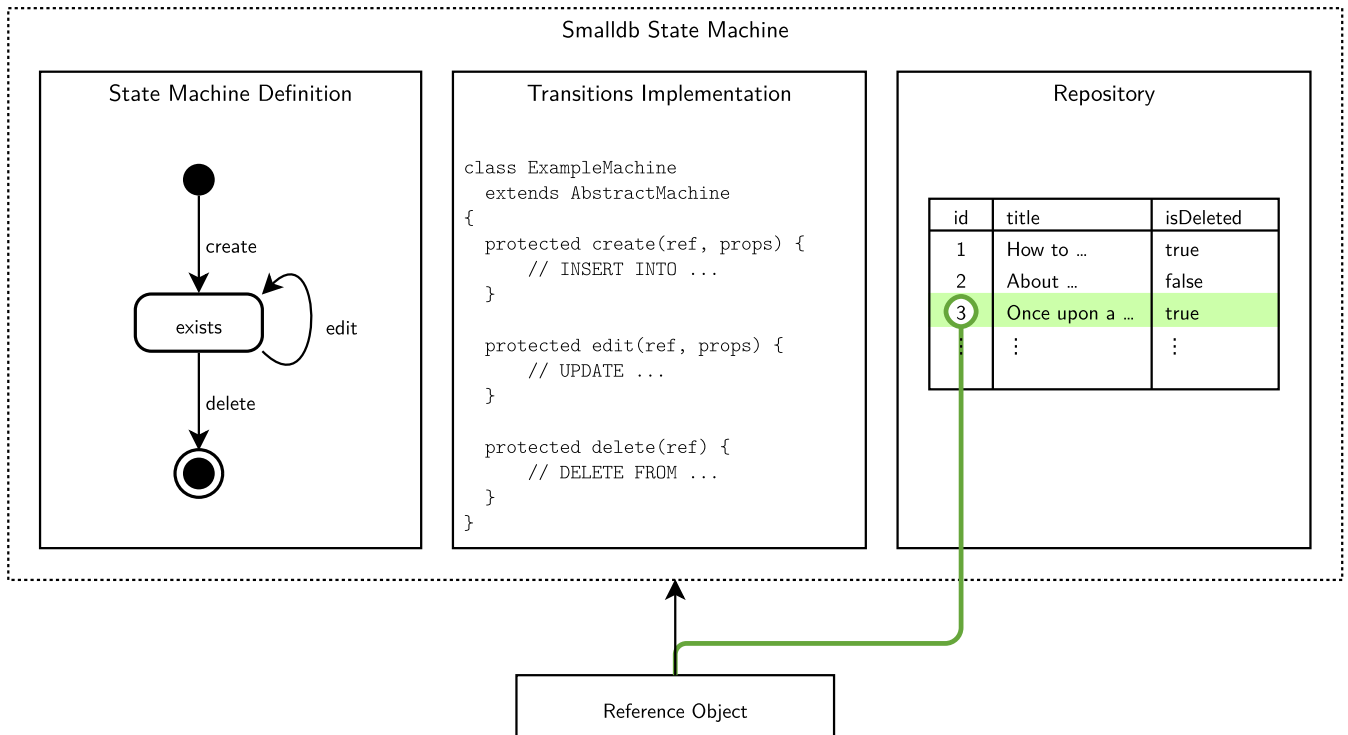 Smalldb State Machine
State Machine Definition
create
exists
edit
delete
Transitions Implementation
class ExampleMachine
  extends AbstractMachine
{
  protected create(ref, props) {
      // INSERT INTO ...
  }
  protected edit(ref, props) {
      // UPDATE ...
  }
  protected delete(ref) {
      // DELETE FROM ...
  }
}
Repository
id title isDeleted
1 How to … true
2 About … false
3 Once upon a … true
⋮ ⋮ ⋮
Reference Object